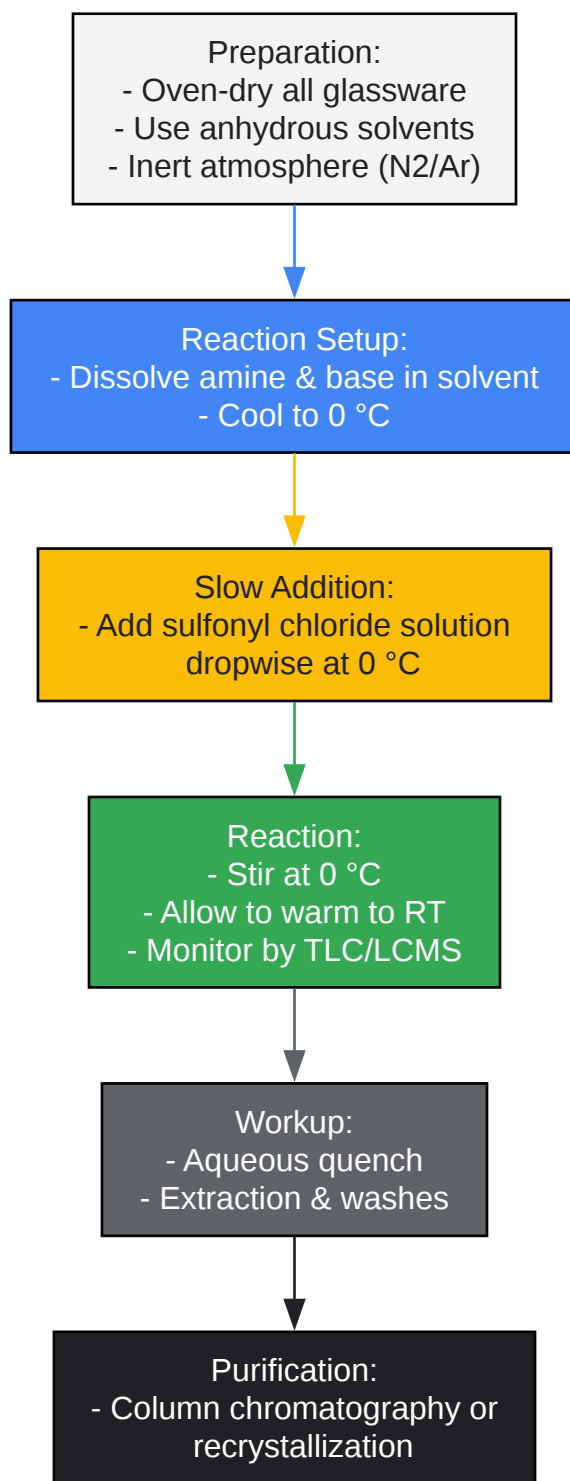 Preparation:
- Oven-dry all glassware
- Use anhydrous solvents
- Inert atmosphere (N2/Ar)
Reaction Setup:
- Dissolve amine & base in solvent
- Cool to 0 °C
Slow Addition:
- Add sulfonyl chloride solution
dropwise at 0 °C
Reaction:
- Stir at 0 °C
- Allow to warm to RT
- Monitor by TLC/LCMS
Workup:
- Aqueous quench
- Extraction & washes
Purification:
- Column chromatography or
recrystallization